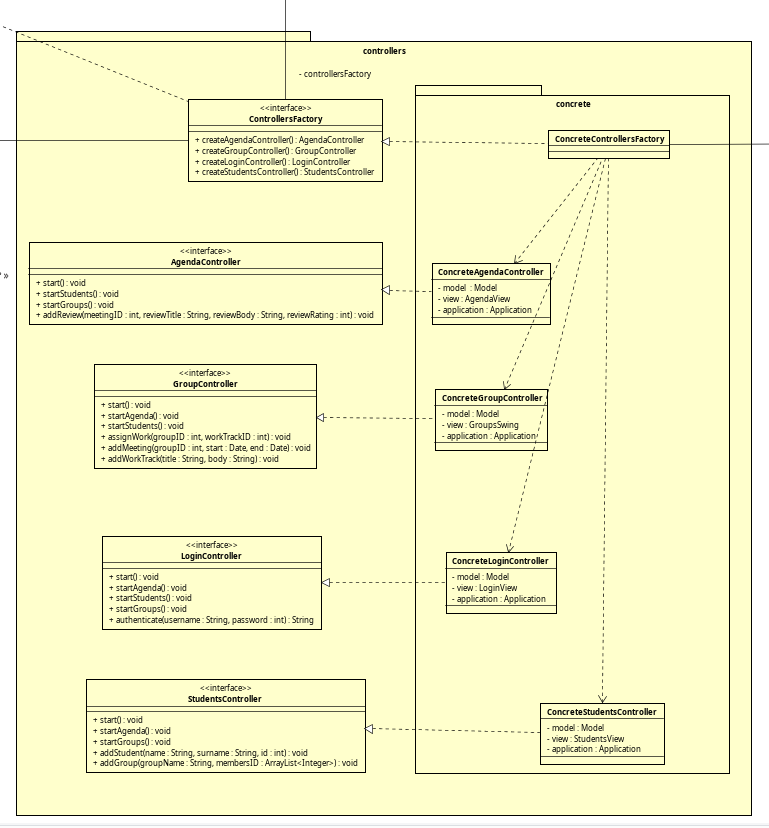 controllers
- controllersFactory
<<interface>>
ControllersFactory
+ createAgendaController() : AgendaController
+ createGroupController() : GroupController
+ createLoginController() : LoginController
+ createStudentsController() : StudentsController
concrete
ConcreteControllersFactory
<<interface>>
AgendaController
+ start() : void
+ startStudents() : void
+ startGroups() : void
+ addReview(meetingID : int, reviewTitle : String, reviewBody : String, reviewRating : int) : void
ConcreteAgendaController
- model : Model
- view : AgendaView
- application : Application
<<interface>>
GroupController
+ start() : void
+ startAgenda() : void
+ startStudents() : void
+ assignWork(groupID : int, workTrackID : int) : void
+ addMeeting(groupID : int, start : Date, end : Date) : void
+ addWorkTrack(title : String, body : String) : void
ConcreteGroupController
- model : Model
- view : GroupsSwing
- application : Application
<<interface>>
LoginController
+ start() : void
+ startAgenda() : void
+ startStudents() : void
+ startGroups() : void
+ authenticate(username : String, password : int) : String
ConcreteLoginController
- model : Model
- view : LoginView
- application : Application
<<interface>>
StudentsController
+ start() : void
+ startAgenda() : void
+ startGroups() : void
+ addStudent(name : String, surname : String, id : int) : void
+ addGroup(groupName : String, membersID : ArrayList<Integer>) : void
ConcreteStudentsController
- model : Model
- view : StudentsView
- application : Application